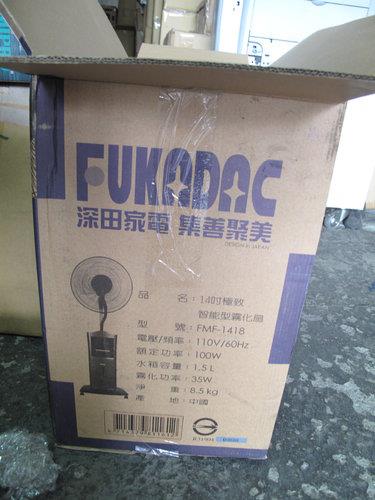 FUKADAC
深田家電 集善聚美
DESIGN in JAPAN
品 名：14吋極致
智能型霧化扇
型 號：FMF-1418
電壓/頻率：110V/60Hz
額定功率：100W
水箱容量：1.5 L
霧化功率：35W
淨 重：8.5 kg
產 地：中國